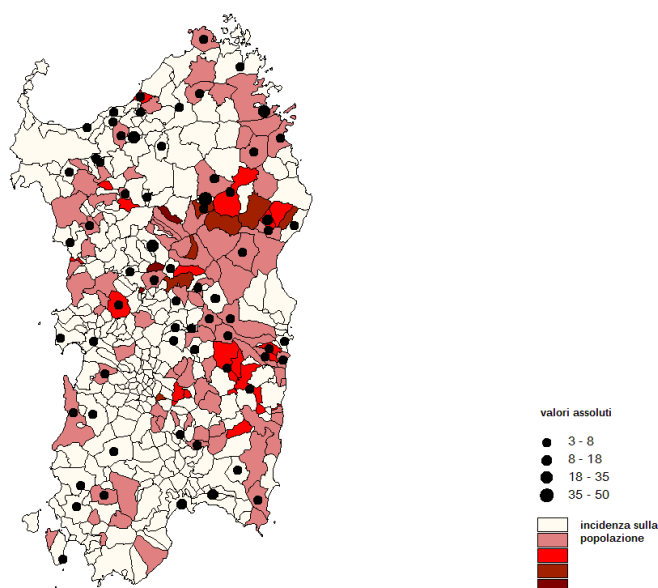 valori assoluti
3 - 8
8 - 18
18 - 35
35 - 50
incidenza sulla
popolazione